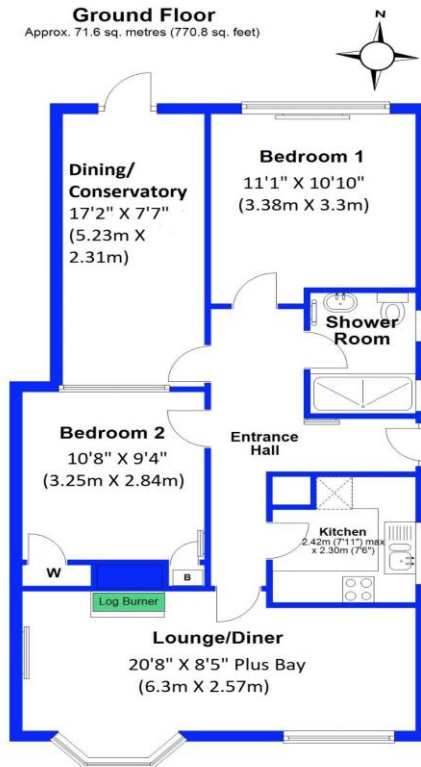 Ground Floor
Approx. 71.6 sq. metres (770.8 sq. feet)
N
Dining/
Conservatory
17'2" X 7'7"
(5.23m X
2.31m)
Bedroom 1
11'1" X 10'10"
(3.38m X 3.3m)
Shower
Room
Bedroom 2
10'8" X 9'4"
(3.25m X 2.84m)
Entrance
Hall
Kitchen
2.42m (7'11") max
x 2.30m (7'6")
W
B
Log Burner
Lounge/Diner
20'8" X 8'5" Plus Bay
(6.3m X 2.57m)